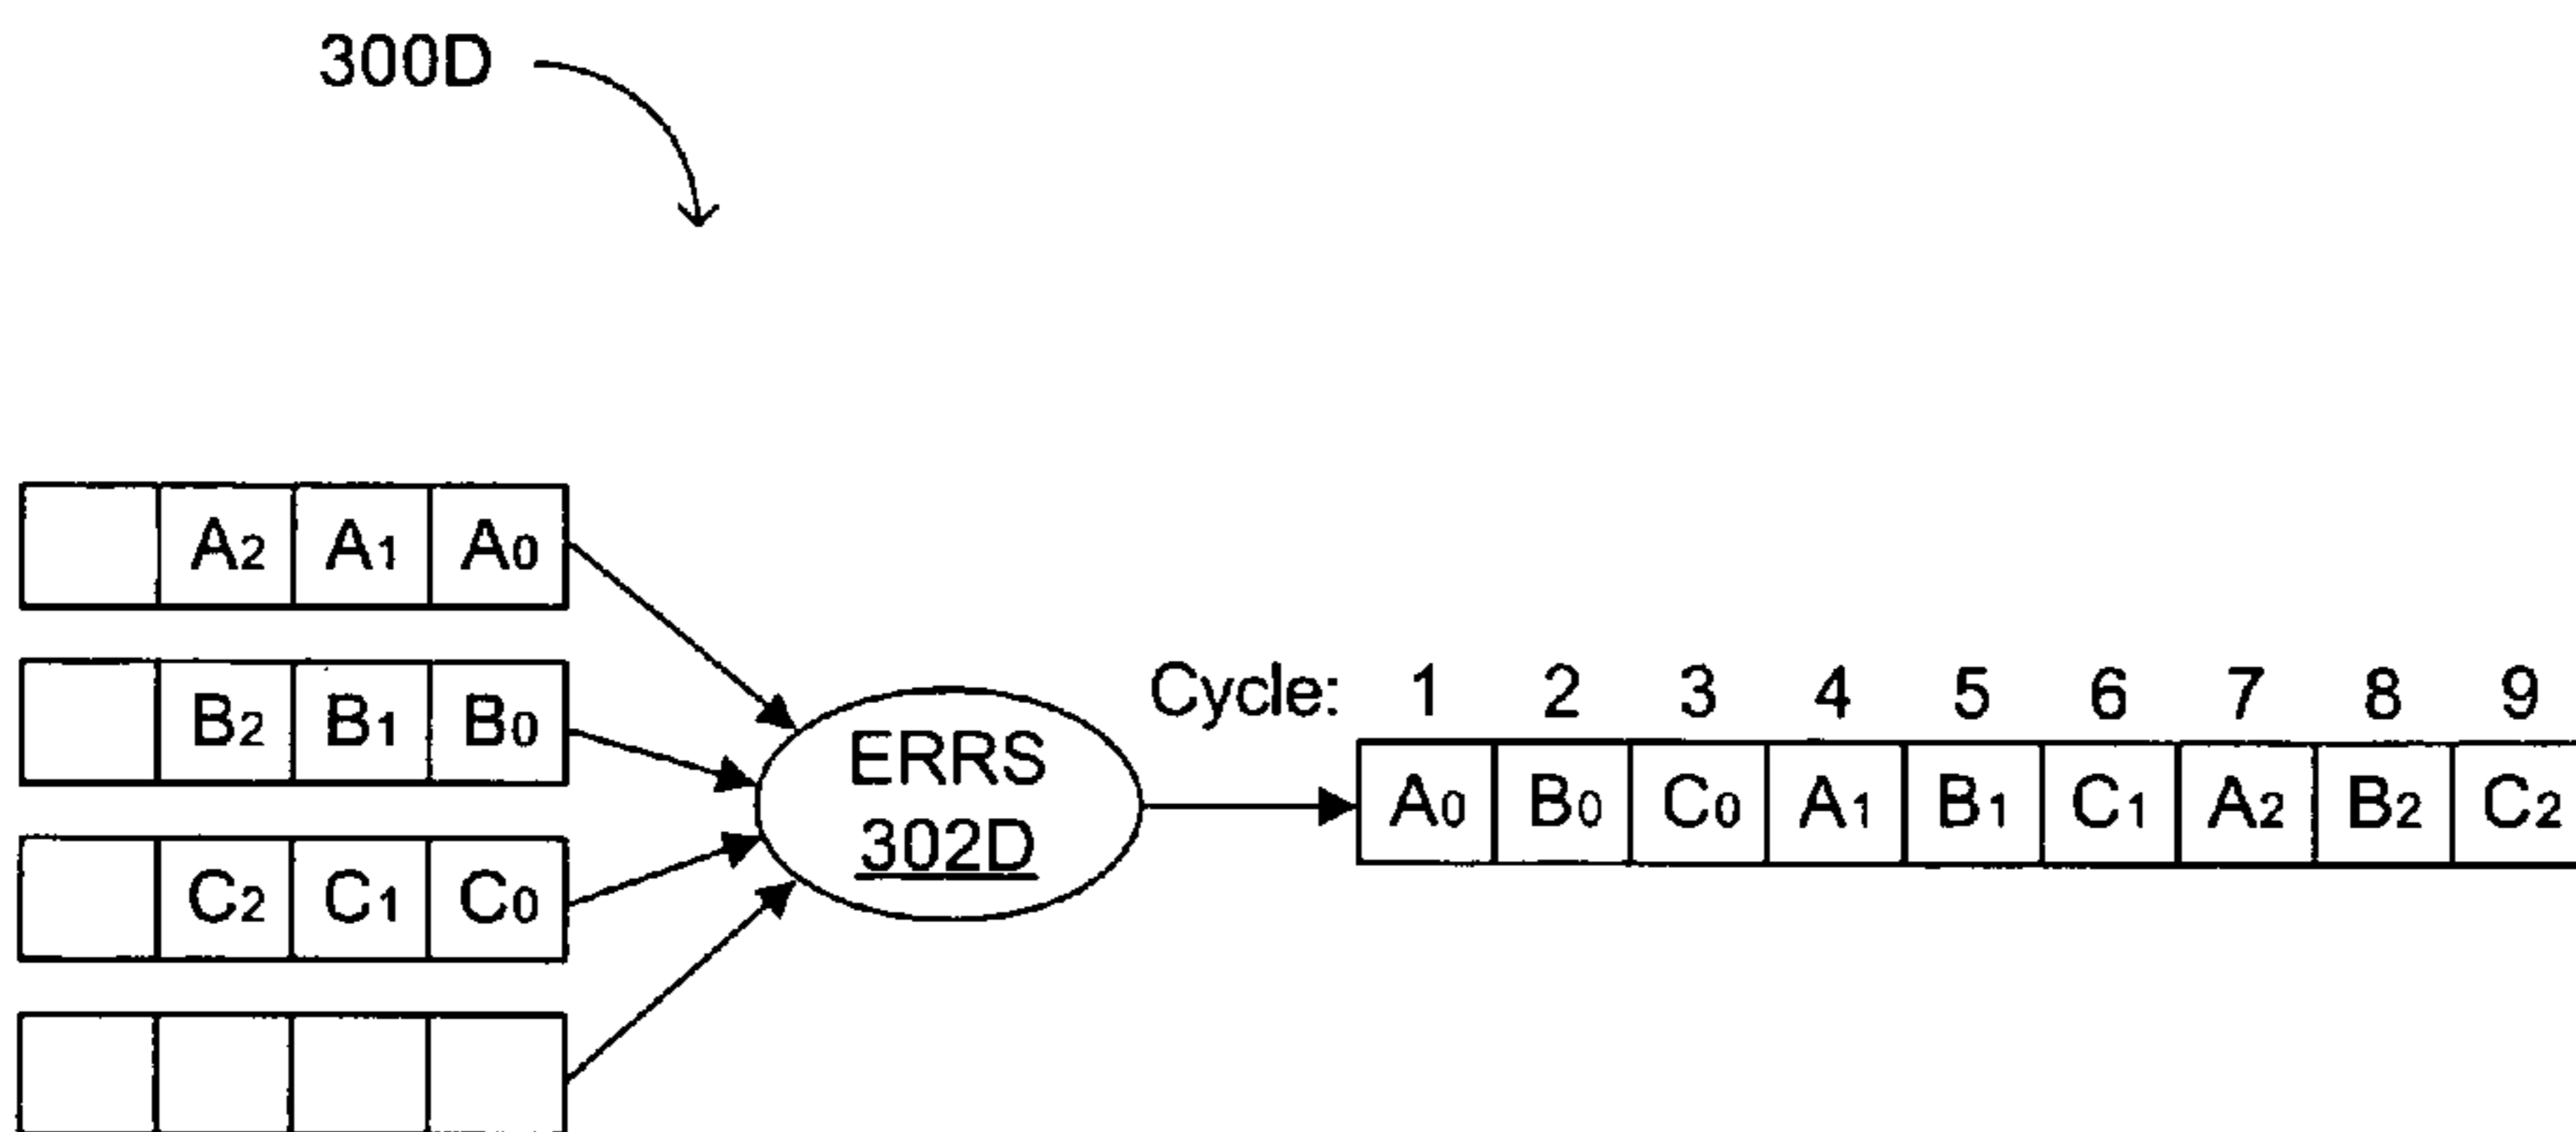 300D
A2 A1 A0
B2 B1 B0
C2 C1 C0
ERRS
302D
Cycle: 1 2 3 4 5 6 7 8 9
A0 B0 C0 A1 B1 C1 A2 B2 C2